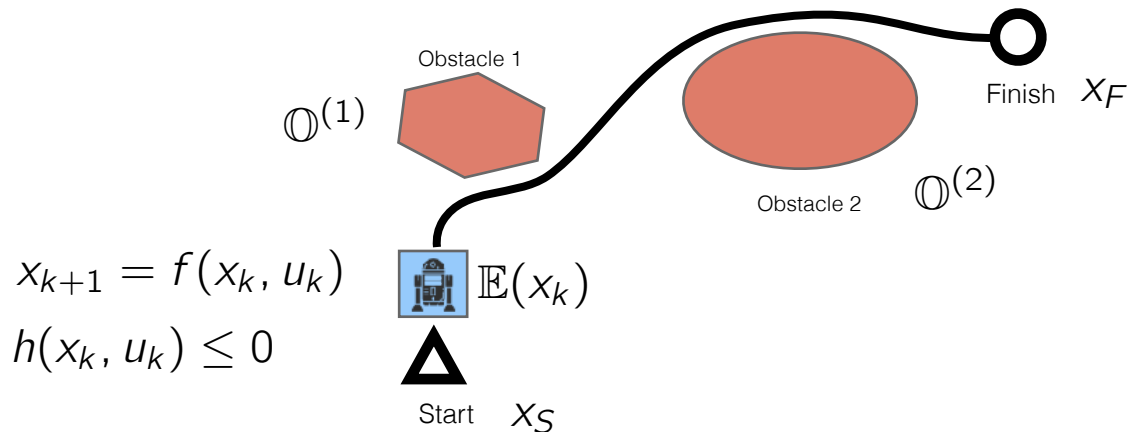 Obstacle 1
𝕆^(1)
Finish x_F
Obstacle 2
𝕆^(2)
x_{k+1} = f(x_k, u_k)
𝔼(x_k)
h(x_k, u_k) ≤ 0
Start x_S